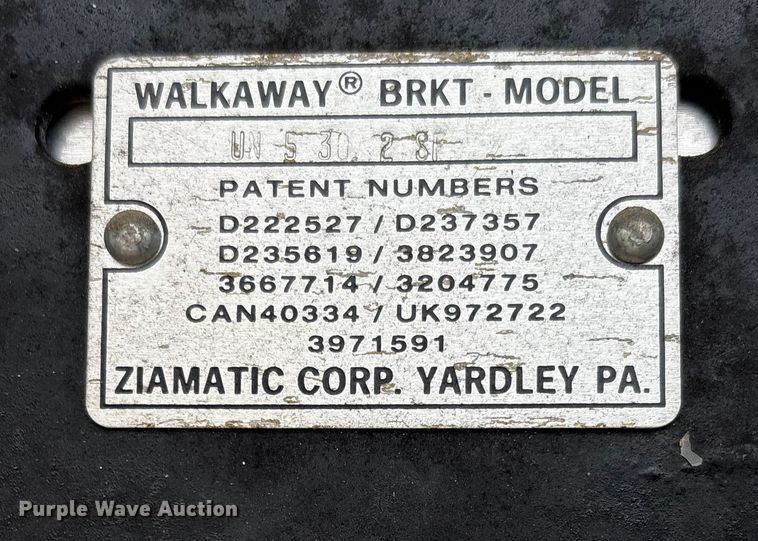 WALKAWAY® BRKT - MODEL
UN 5 30 2 SF
PATENT NUMBERS
D222527 / D237357
D235619 / 3823907
3667714 / 3204775
CAN40334 / UK972722
3971591
ZIAMATIC CORP. YARDLEY PA.
Purple Wave Auction